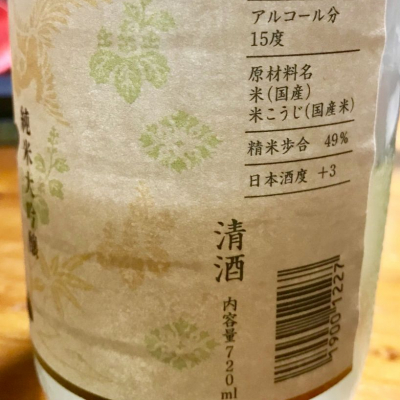 アルコール分
15度
原材料名
米(国産)
米こうじ(国産米)
精米歩合 49%
日本酒度 +3
純米大吟醸
清酒
内容量720ml
19001227